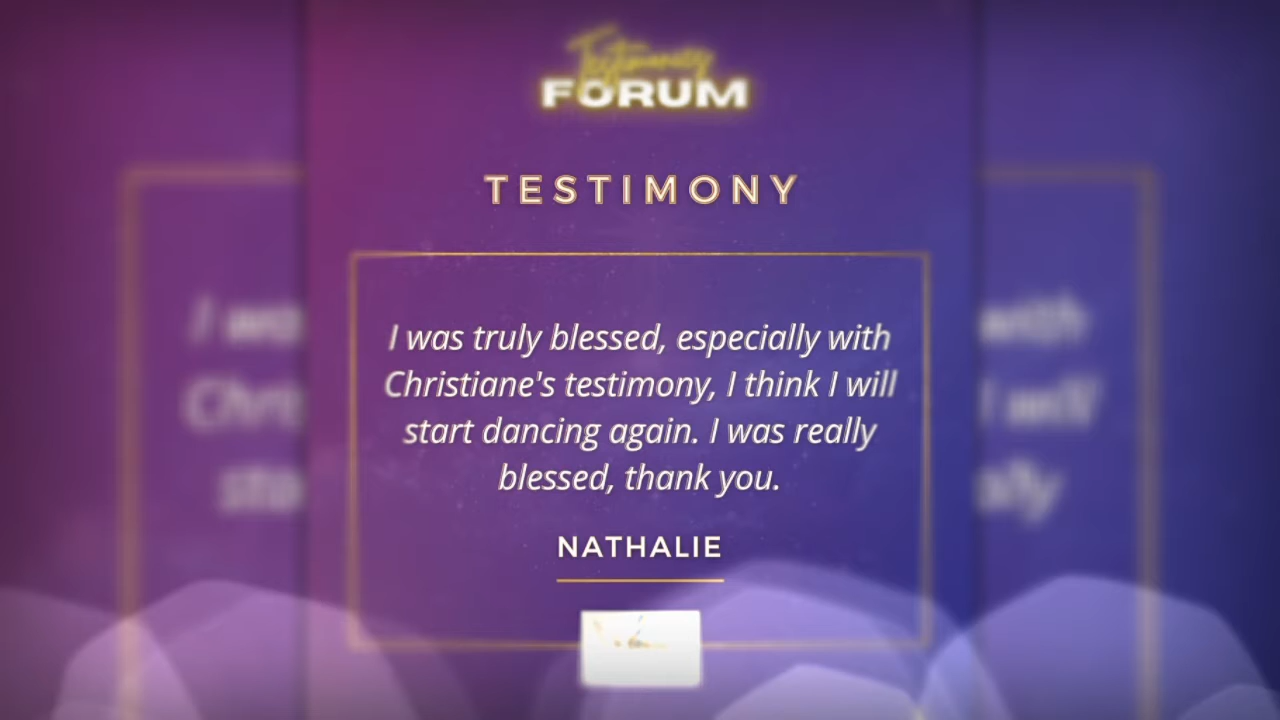 Testimony
FORUM
TESTIMONY
I was truly blessed, especially with
Christiane's testimony, I think I will
start dancing again. I was really
blessed, thank you.
NATHALIE